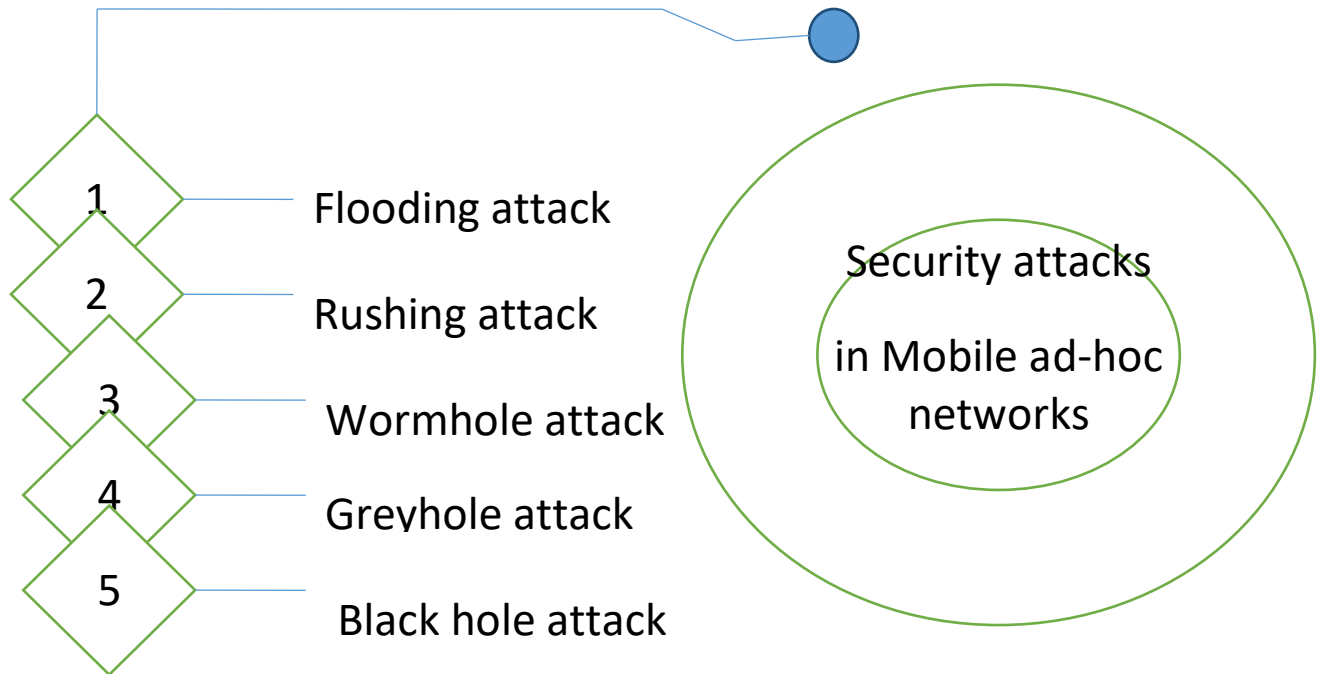 1
Flooding attack
2
Rushing attack
3
Wormhole attack
4
Greyhole attack
5
Black hole attack
Security attacks
in Mobile ad-hoc
networks